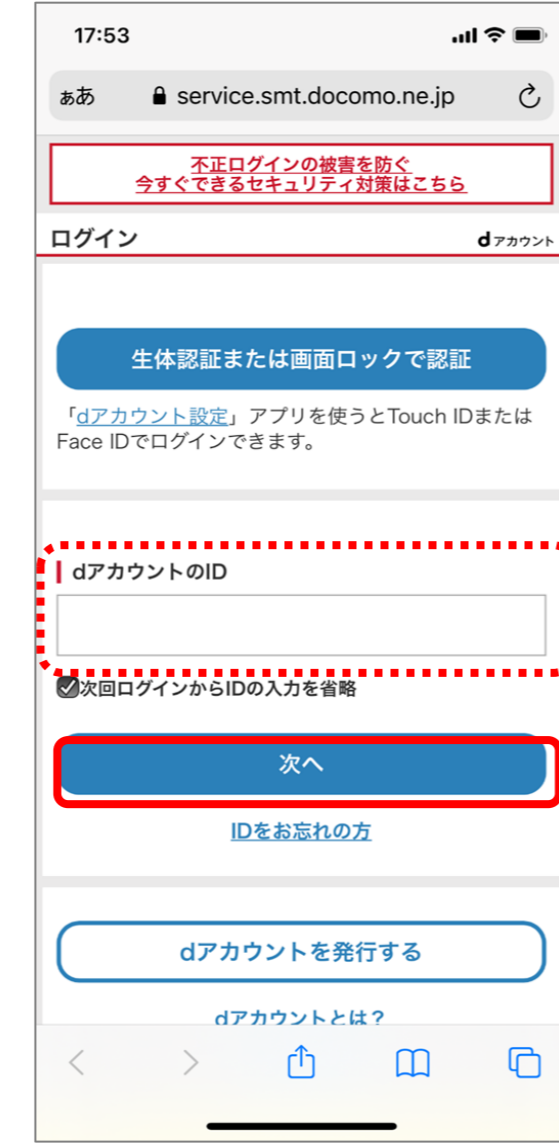 17:53
ぁあ service.smt.docomo.ne.jp
不正ログインの被害を防ぐ
今すぐできるセキュリティ対策はこちら
ログイン dアカウント
生体認証または画面ロックで認証
「dアカウント設定」アプリを使うとTouch IDまたは
Face IDでログインできます。
dアカウントのID
次回ログインからIDの入力を省略
次へ
IDをお忘れの方
dアカウントを発行する
dアカウントとは？